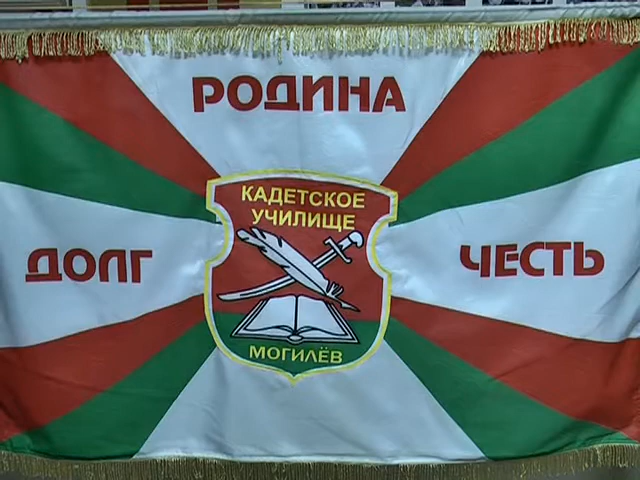 РОДИНА
КАДЕТСКОЕ
УЧИЛИЩЕ
ДОЛГ
ЧЕСТЬ
МОГИЛЁВ